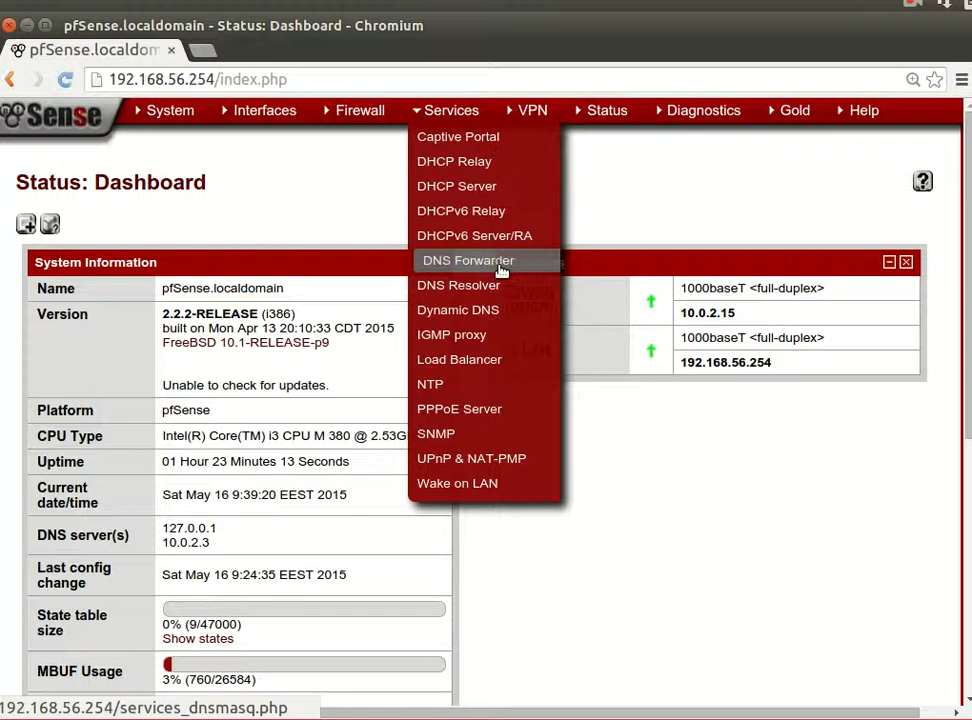 pfSense.localdomain - Status: Dashboard - Chromium
pfSense.localdom
192.168.56.254/index.php
Sense
System
Interfaces
Firewall
Services
VPN
Status
Diagnostics
Gold
Help
Captive Portal
DHCP Relay
DHCP Server
DHCPv6 Relay
DHCPv6 Server/RA
DNS Forwarder
DNS Resolver
Dynamic DNS
IGMP proxy
Load Balancer
NTP
PPPoE Server
SNMP
UPnP & NAT-PMP
Wake on LAN
Status: Dashboard
?
System Information
Name
pfSense.localdomain
Version
2.2.2-RELEASE (i386)
built on Mon Apr 13 20:10:33 CDT 2015
FreeBSD 10.1-RELEASE-p9
Unable to check for updates.
Platform
pfSense
CPU Type
Intel(R) Core(TM) i3 CPU M 380 @ 2.53G
Uptime
01 Hour 23 Minutes 13 Seconds
Current
date/time
Sat May 16 9:39:20 EEST 2015
DNS server(s)
127.0.0.1
10.0.2.3
Last config
change
Sat May 16 9:24:35 EEST 2015
State table
size
0% (9/47000)
Show states
MBUF Usage
3% (760/26584)
1000baseT <full-duplex>
10.0.2.15
1000baseT <full-duplex>
192.168.56.254
192.168.56.254/services_dnsmasq.php